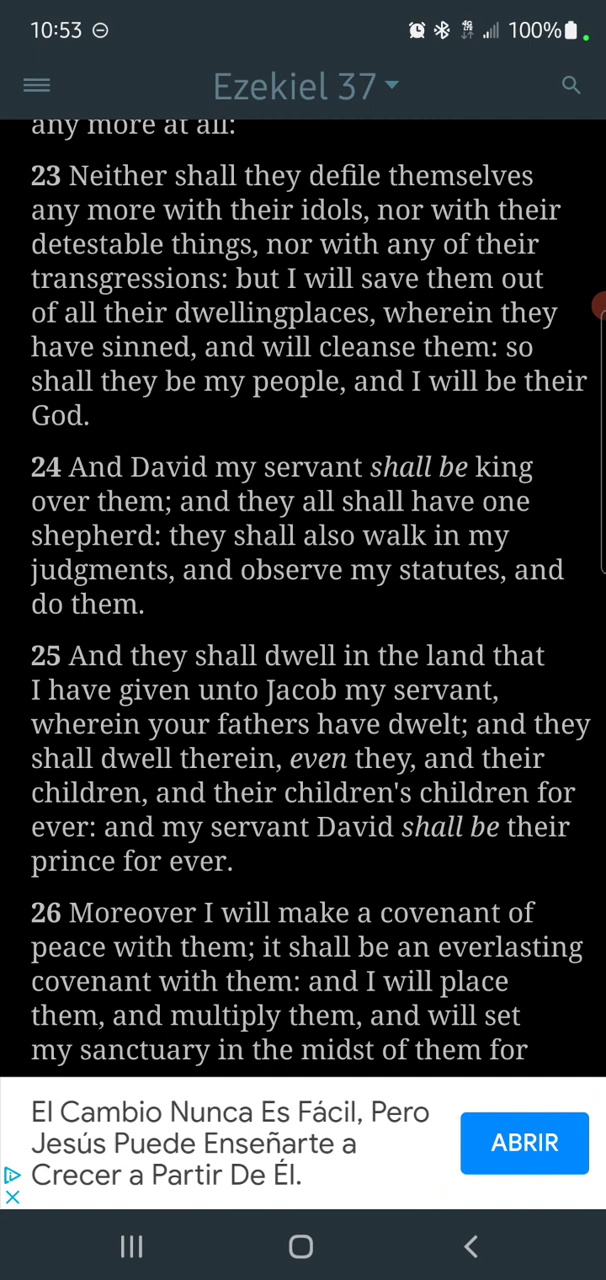 10:53
4G
100%
Ezekiel 37
any more at all:
23 Neither shall they defile themselves
any more with their idols, nor with their
detestable things, nor with any of their
transgressions: but I will save them out
of all their dwellingplaces, wherein they
have sinned, and will cleanse them: so
shall they be my people, and I will be their
God.
24 And David my servant shall be king
over them; and they all shall have one
shepherd: they shall also walk in my
judgments, and observe my statutes, and
do them.
25 And they shall dwell in the land that
I have given unto Jacob my servant,
wherein your fathers have dwelt; and they
shall dwell therein, even they, and their
children, and their children's children for
ever: and my servant David shall be their
prince for ever.
26 Moreover I will make a covenant of
peace with them; it shall be an everlasting
covenant with them: and I will place
them, and multiply them, and will set
my sanctuary in the midst of them for
El Cambio Nunca Es Fácil, Pero
Jesús Puede Enseñarte a
Crecer a Partir De Él.
ABRIR